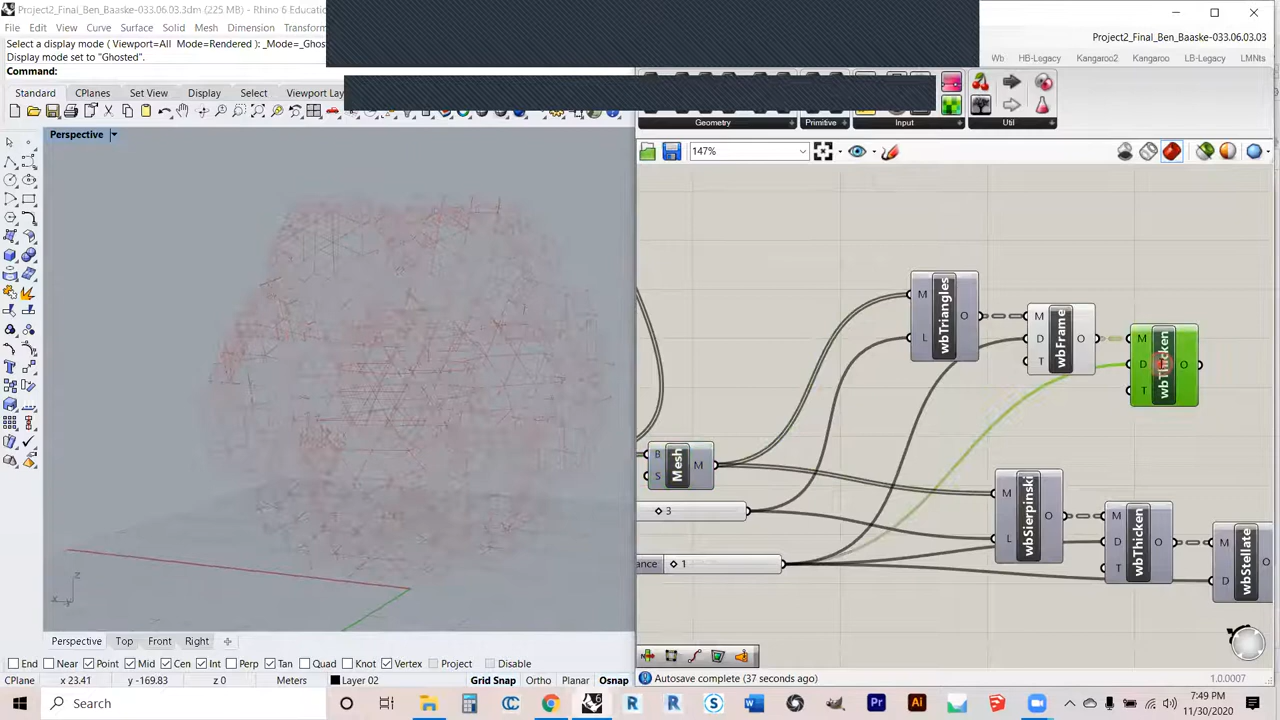 Project2_Final_Ben_Baaske-033.06.03.03.3dm (225 MB) - Rhino 6 Education
File Edit View Curve Surface Solid Mesh Dimension
Select a display mode ( Viewport=All Mode=Rendered ): _Mode=_Gho
Display mode set to "Ghosted".
Command:
Standard CPlanes Set View Display Select Viewport Layo
Perspective
Project2_Final_Ben_Baaske-033.06.03.03
Wb HB-Legacy Kangaroo2 Kangaroo LB-Legacy LMNts
Geometry Primitive Input Util
147%
wbTriangles M L O
wbFrame M D T O
wbThicken M D T O
Mesh B S M
3
ance 1
wbSierpinski M L O
wbThicken M D T O
wbStellate M D O
z
x
y
Perspective Top Front Right
End Near Point Mid Cen Int Perp Tan Quad Knot Vertex Project Disable
CPlane x 23.41 y -169.83 z 0 Meters Layer 02 Grid Snap Ortho Planar Osnap
Autosave complete (37 seconds ago)
1.0.0007
Search
7:49 PM
11/30/2020